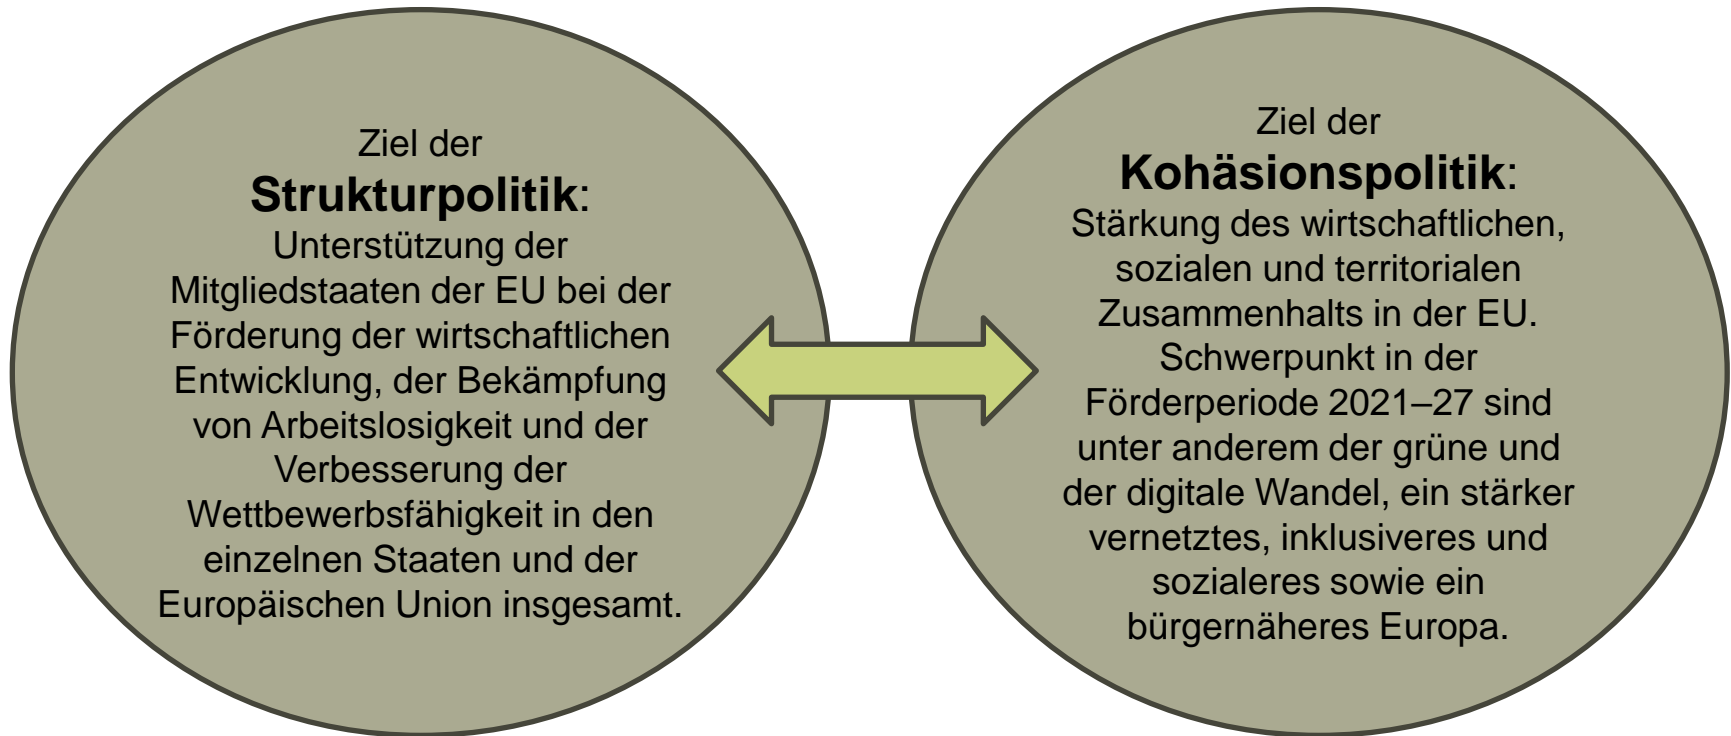 Ziel der
Strukturpolitik:
Unterstützung der
Mitgliedstaaten der EU bei der
Förderung der wirtschaftlichen
Entwicklung, der Bekämpfung
von Arbeitslosigkeit und der
Verbesserung der
Wettbewerbsfähigkeit in den
einzelnen Staaten und der
Europäischen Union insgesamt.
Ziel der
Kohäsionspolitik:
Stärkung des wirtschaftlichen,
sozialen und territorialen
Zusammenhalts in der EU.
Schwerpunkt in der
Förderperiode 2021–27 sind
unter anderem der grüne und
der digitale Wandel, ein stärker
vernetztes, inklusiveres und
sozialeres sowie ein
bürgernäheres Europa.